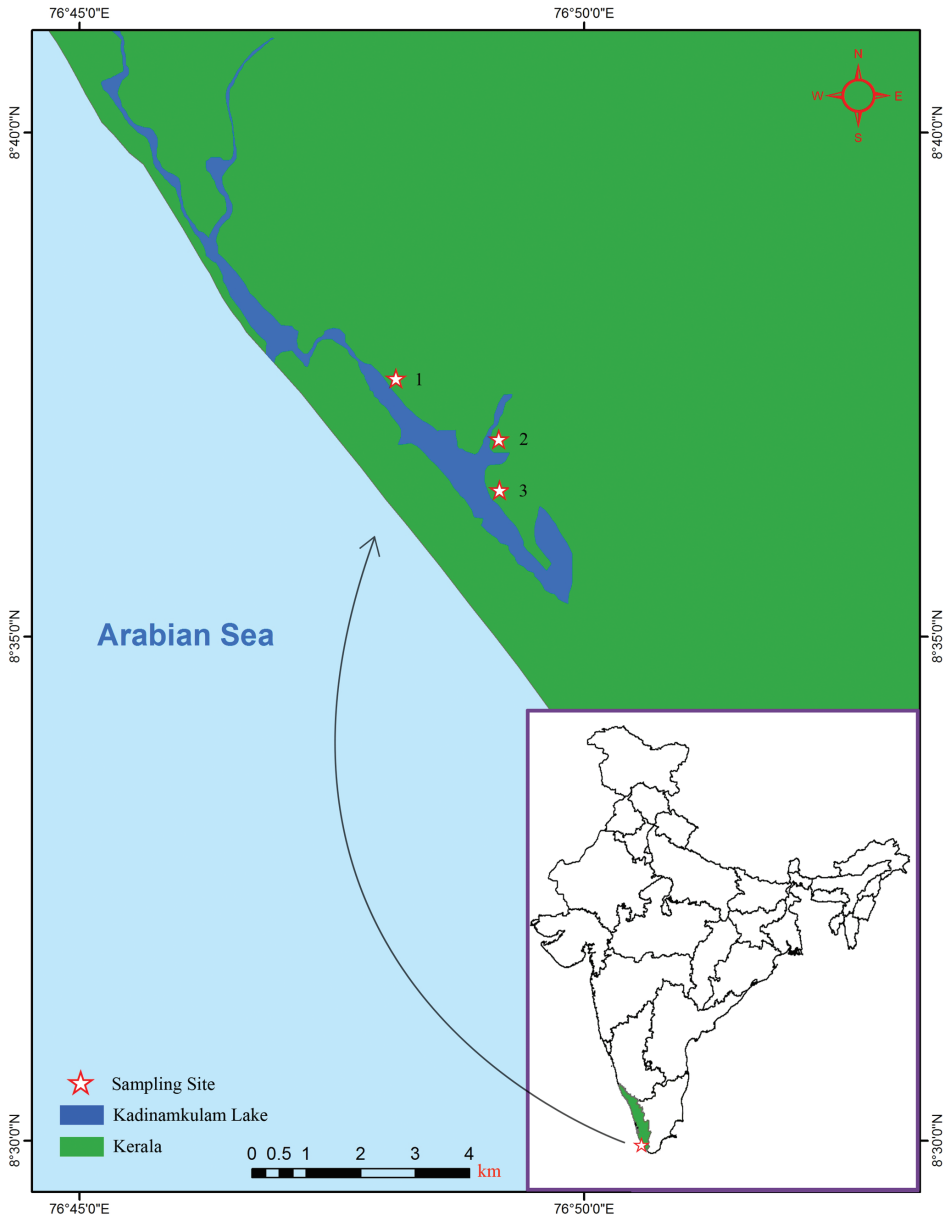 76°45'0"E 76°50'0"E
N
W E
S
8°40'0"N 8°40'0"N
1
2
3
8°35'0"N 8°35'0"N
Arabian Sea
Sampling Site
Kadinamkulam Lake
Kerala
8°30'0"N 8°30'0"N
0 0.5 1 2 3 4
km
76°45'0"E 76°50'0"E